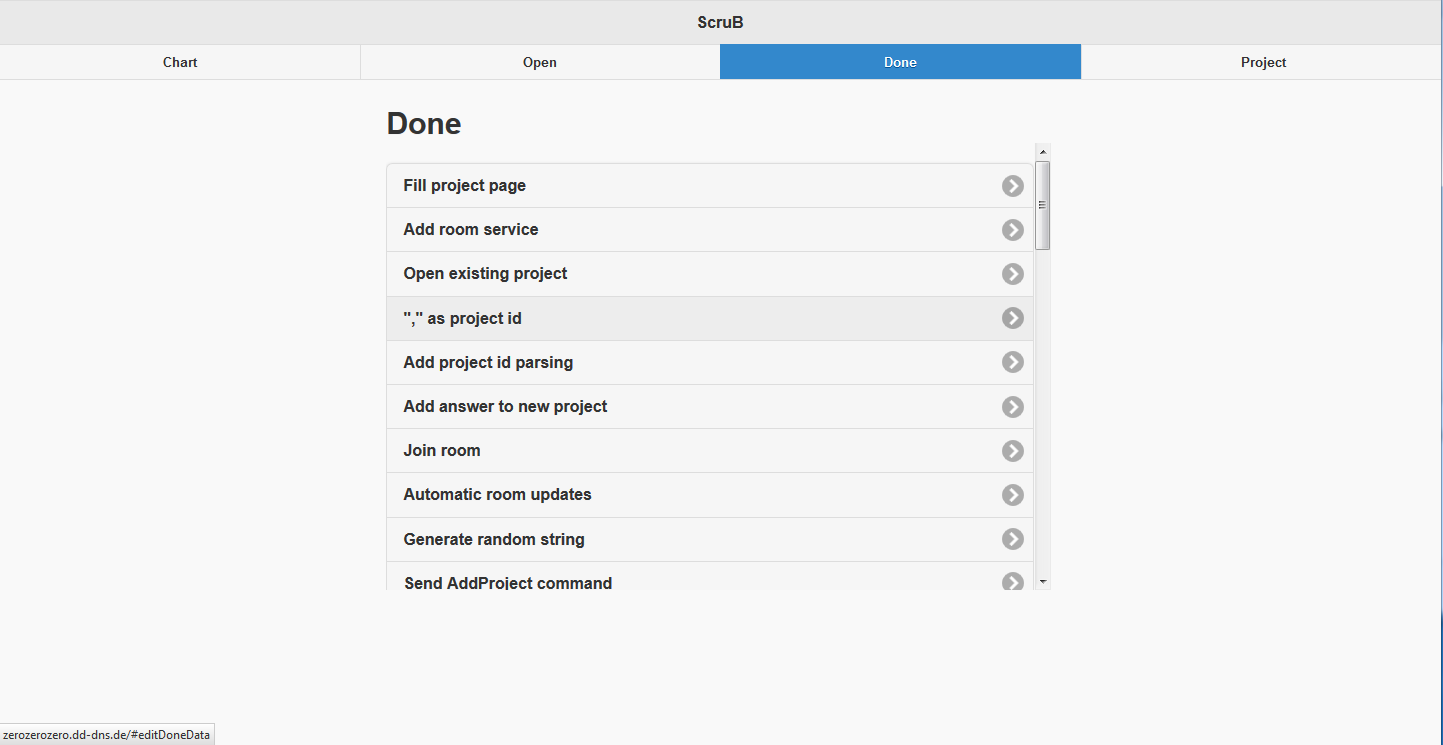 ScruB
Chart
Open
Done
Project
Done
Fill project page
Add room service
Open existing project
"," as project id
Add project id parsing
Add answer to new project
Join room
Automatic room updates
Generate random string
Send AddProject command
zerozerozero.dd-dns.de/#editDoneData